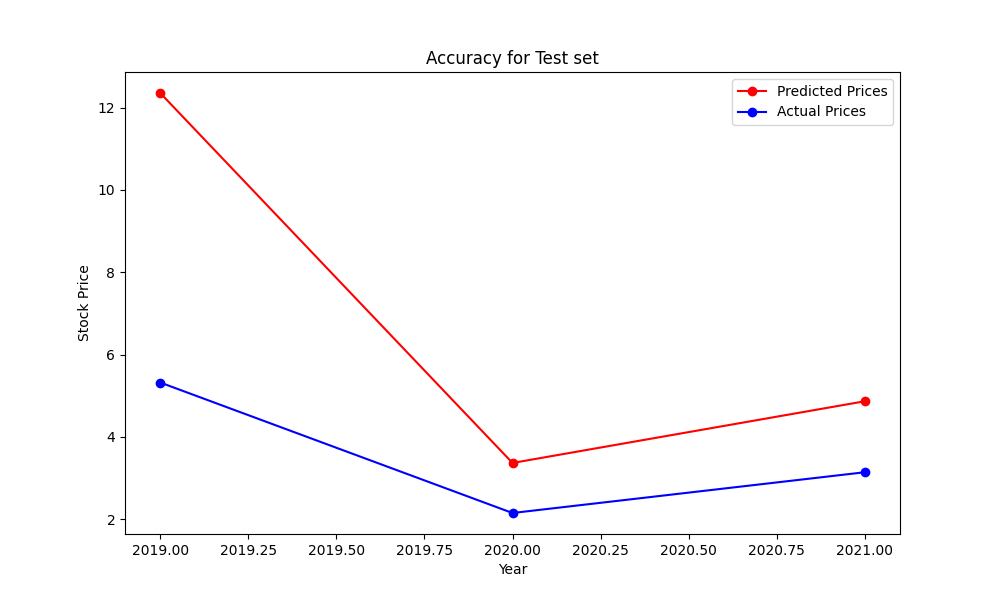 Accuracy for Test set
Predicted Prices
Actual Prices
12
10
8
6
4
2
Stock Price
2019.00 2019.25 2019.50 2019.75 2020.00 2020.25 2020.50 2020.75 2021.00
Year